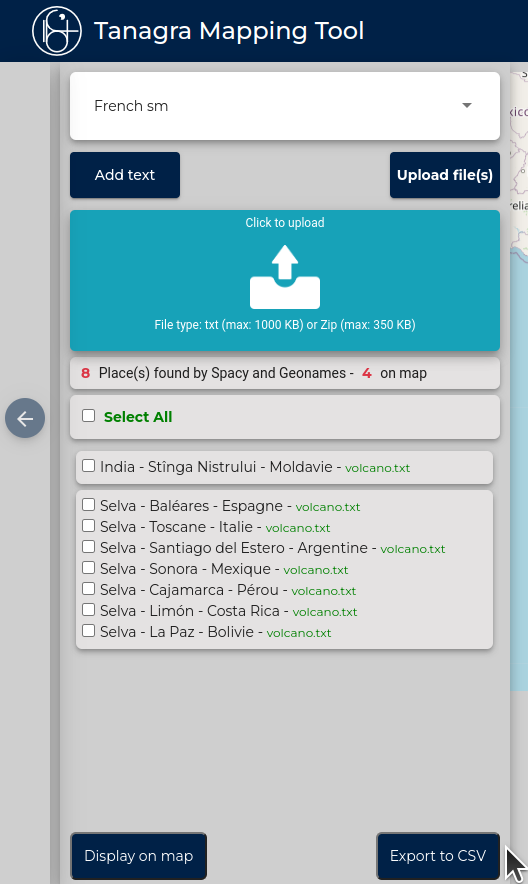 Tanagra Mapping Tool
French sm
Add text
Upload file(s)
Click to upload
File type: txt (max: 1000 KB) or Zip (max: 350 KB)
8 Place(s) found by Spacy and Geonames - 4 on map
Select All
India - Stînga Nistrului - Moldavie - volcano.txt
Selva - Baléares - Espagne - volcano.txt
Selva - Toscane - Italie - volcano.txt
Selva - Santiago del Estero - Argentine - volcano.txt
Selva - Sonora - Mexique - volcano.txt
Selva - Cajamarca - Pérou - volcano.txt
Selva - Limón - Costa Rica - volcano.txt
Selva - La Paz - Bolivie - volcano.txt
Display on map
Export to CSV